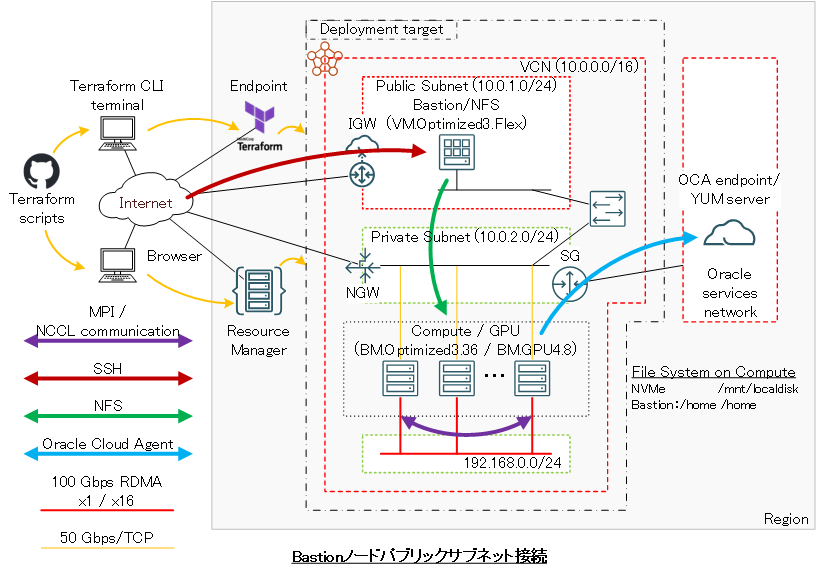 Deployment target
VCN (10.0.0.0/16)
Terraform CLI
terminal
Endpoint
Terraform
Public Subnet (10.0.1.0/24)
Bastion/NFS
(VM.Optimized3.Flex)
IGW
Terraform
scripts
Internet
OCA endpoint/
YUM server
Private Subnet (10.0.2.0/24)
Browser
NGW
SG
Oracle
services
network
Resource
Manager
MPI /
NCCL communication
SSH
NFS
Oracle Cloud Agent
100 Gbps RDMA
x1 / x16
50 Gbps/TCP
Compute / GPU
(BM.Optimized3.36 / BM.GPU4.8)
...
192.168.0.0/24
File System on Compute
NVMe /mnt/localdisk
Bastion:/home /home
Region
Bastionノードパブリックサブネット接続